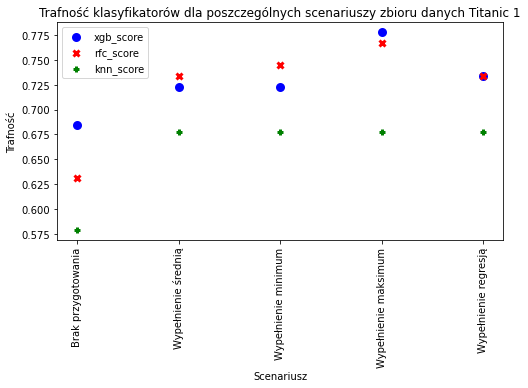 Trafność klasyfikatorów dla poszczególnych scenariuszy zbioru danych Titanic 1
xgb_score
rfc_score
knn_score
Trafność
0.775
0.750
0.725
0.700
0.675
0.650
0.625
0.600
0.575
Brak przygotowania
Wypełnienie średnią
Wypełnienie minimum
Wypełnienie maksimum
Wypełnienie regresją
Scenariusz